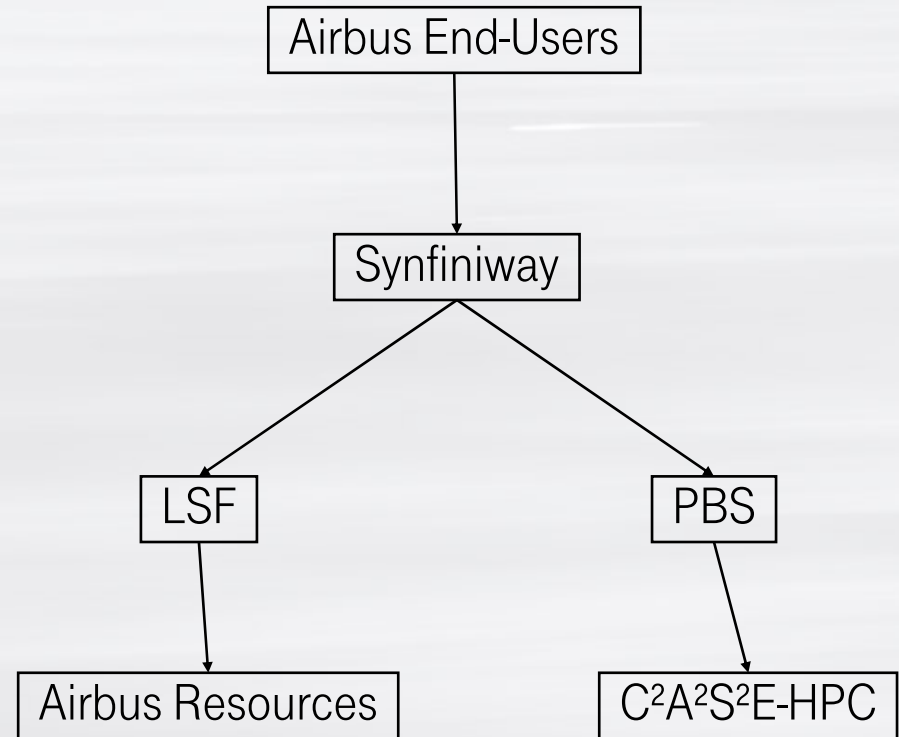 Airbus End-Users
Synfiniway
LSF
PBS
Airbus Resources
C²A²S²E-HPC